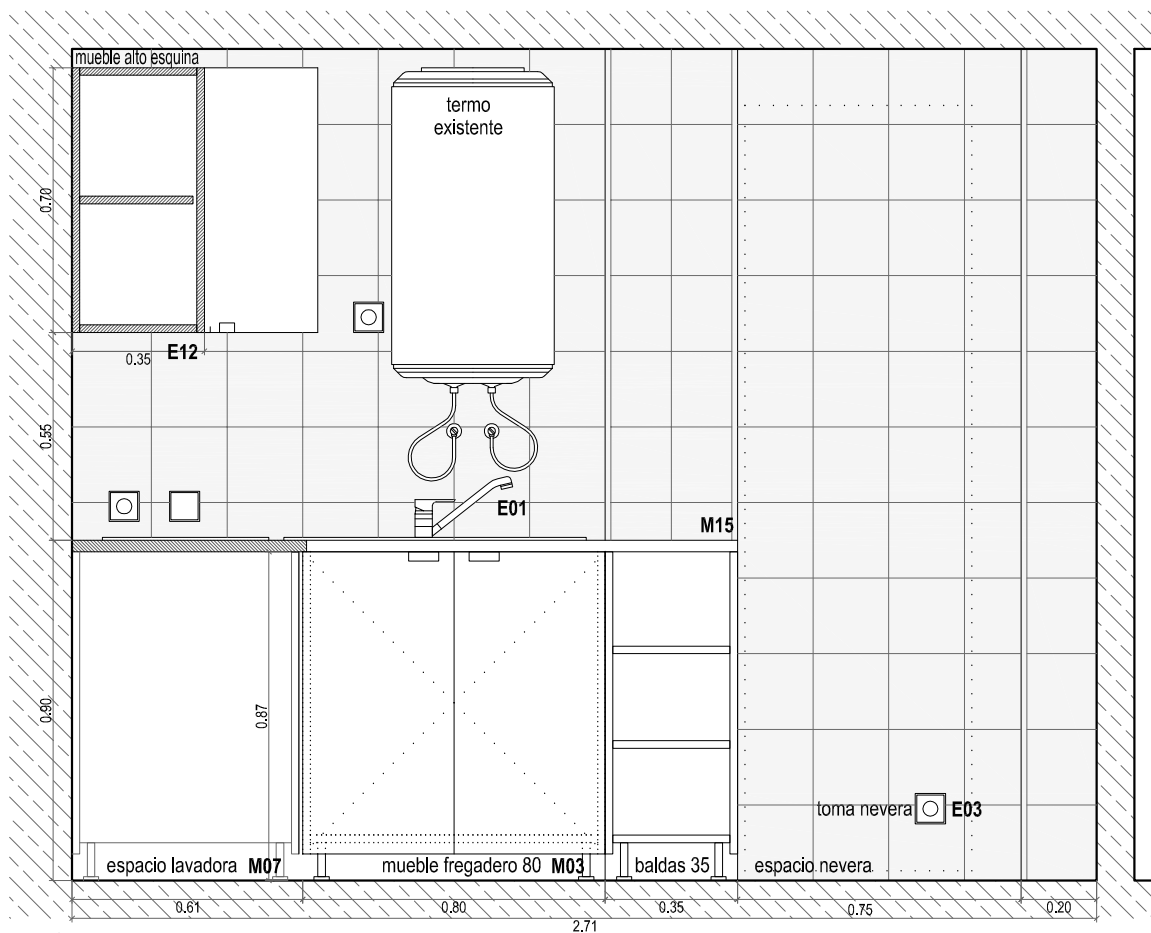 mueble alto esquina
termo
existente
0.70
0.35
E12
0.55
E01
M15
0.90
0.87
toma nevera
E03
espacio lavadora M07
mueble fregadero 80 M03
baldas 35
espacio nevera
0.61
0.80
0.35
0.75
0.20
2.71